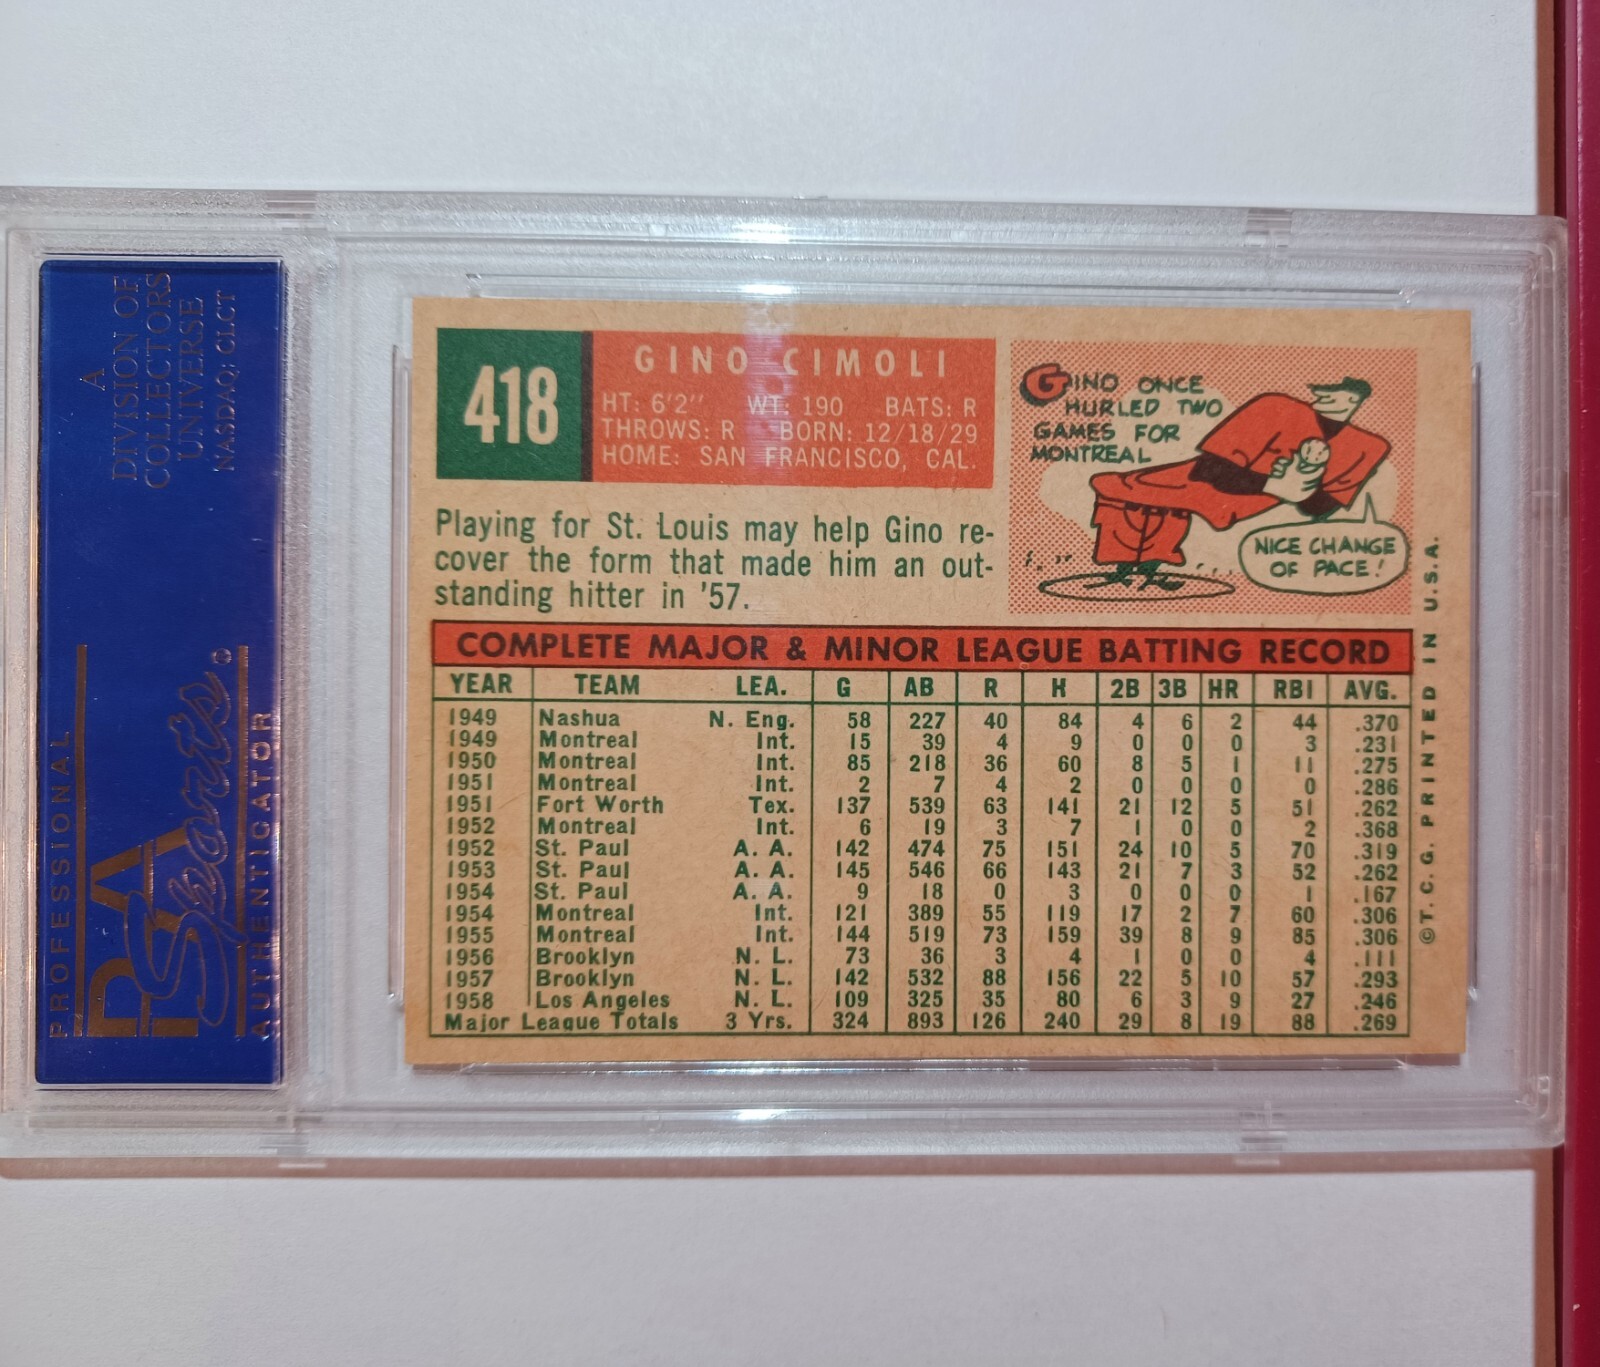 A
DIVISION OF
COLLECTORS
UNIVERSE
NASDAQ: CLCT
PROFESSIONAL
PSA
Sports®
AUTHENTICATOR
418
GINO CIMOLI
HT: 6'2" WT: 190 BATS: R
THROWS: R BORN: 12/18/29
HOME: SAN FRANCISCO, CAL.
GINO ONCE
HURLED TWO
GAMES FOR
MONTREAL
NICE CHANGE
OF PACE!
Playing for St. Louis may help Gino re-
cover the form that made him an out-
standing hitter in '57.
COMPLETE MAJOR & MINOR LEAGUE BATTING RECORD
YEAR TEAM LEA. G AB R H 2B 3B HR RBI AVG.
1949 Nashua N. Eng. 58 227 40 84 4 6 2 44 .370
1949 Montreal Int. 15 39 4 9 0 0 0 3 .231
1950 Montreal Int. 85 218 36 60 8 5 1 11 .275
1951 Montreal Int. 2 7 4 2 0 0 0 0 .286
1951 Fort Worth Tex. 137 539 63 141 21 12 5 51 .262
1952 Montreal Int. 6 19 3 7 1 0 0 2 .368
1952 St. Paul A. A. 142 474 75 151 24 10 5 70 .319
1953 St. Paul A. A. 145 546 66 143 21 7 3 52 .262
1954 St. Paul A. A. 9 18 0 3 0 0 0 1 .167
1954 Montreal Int. 121 389 55 119 17 2 7 60 .306
1955 Montreal Int. 144 519 73 159 39 8 9 85 .306
1956 Brooklyn N. L. 73 36 3 4 1 0 0 4 .111
1957 Brooklyn N. L. 142 532 88 156 22 5 10 57 .293
1958 Los Angeles N. L. 109 325 35 80 6 3 9 27 .246
Major League Totals 3 Yrs. 324 893 126 240 29 8 19 88 .269
©T. C. G. PRINTED IN U.S.A.